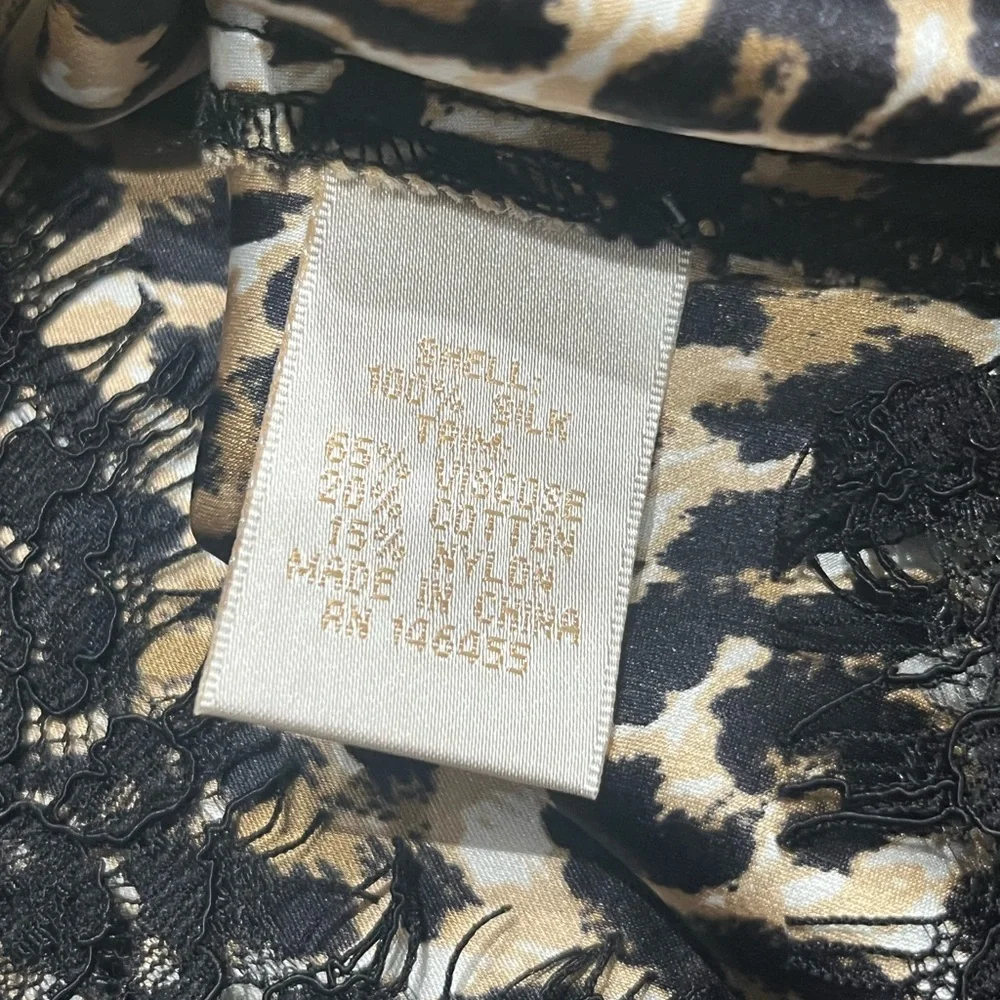 SHELL:
100% SILK
TRIM:
65% VISCOSE
20% COTTON
15% NYLON
MADE IN CHINA
RN 146455